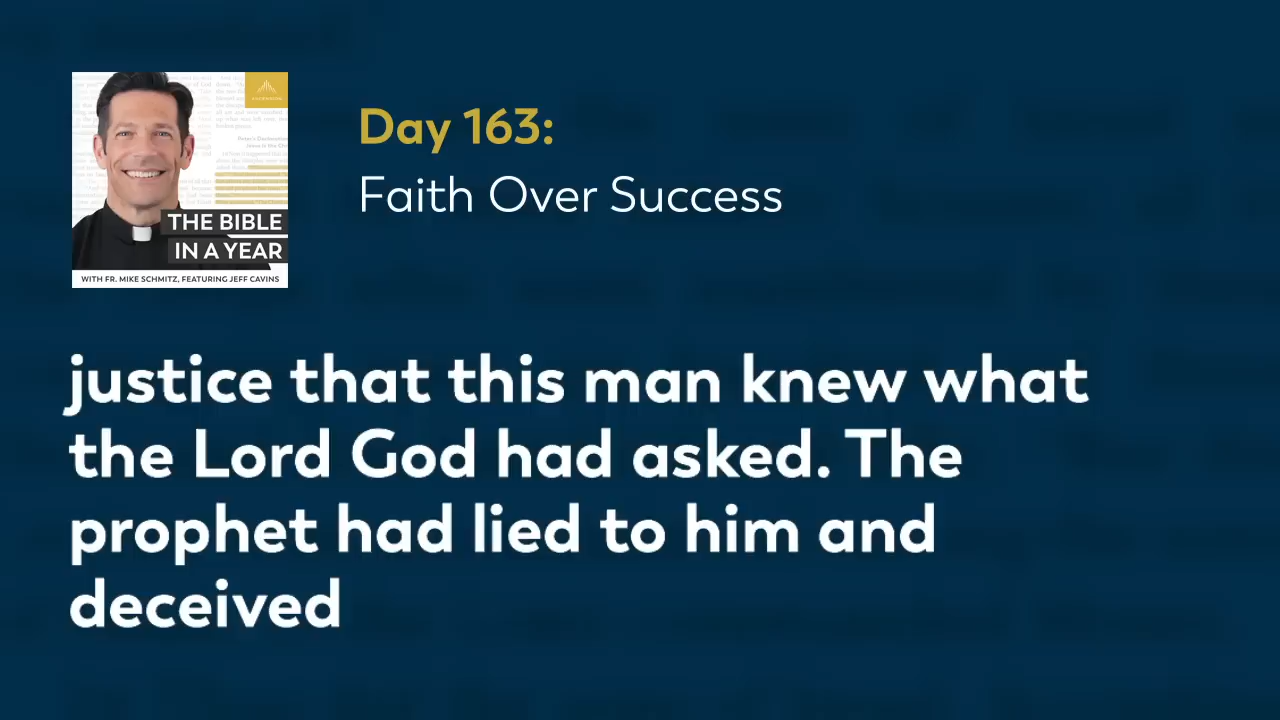 Day 163:
Faith Over Success
THE BIBLE
IN A YEAR
WITH FR. MIKE SCHMITZ, FEATURING JEFF CAVINS
justice that this man knew what
the Lord God had asked. The
prophet had lied to him and
deceived